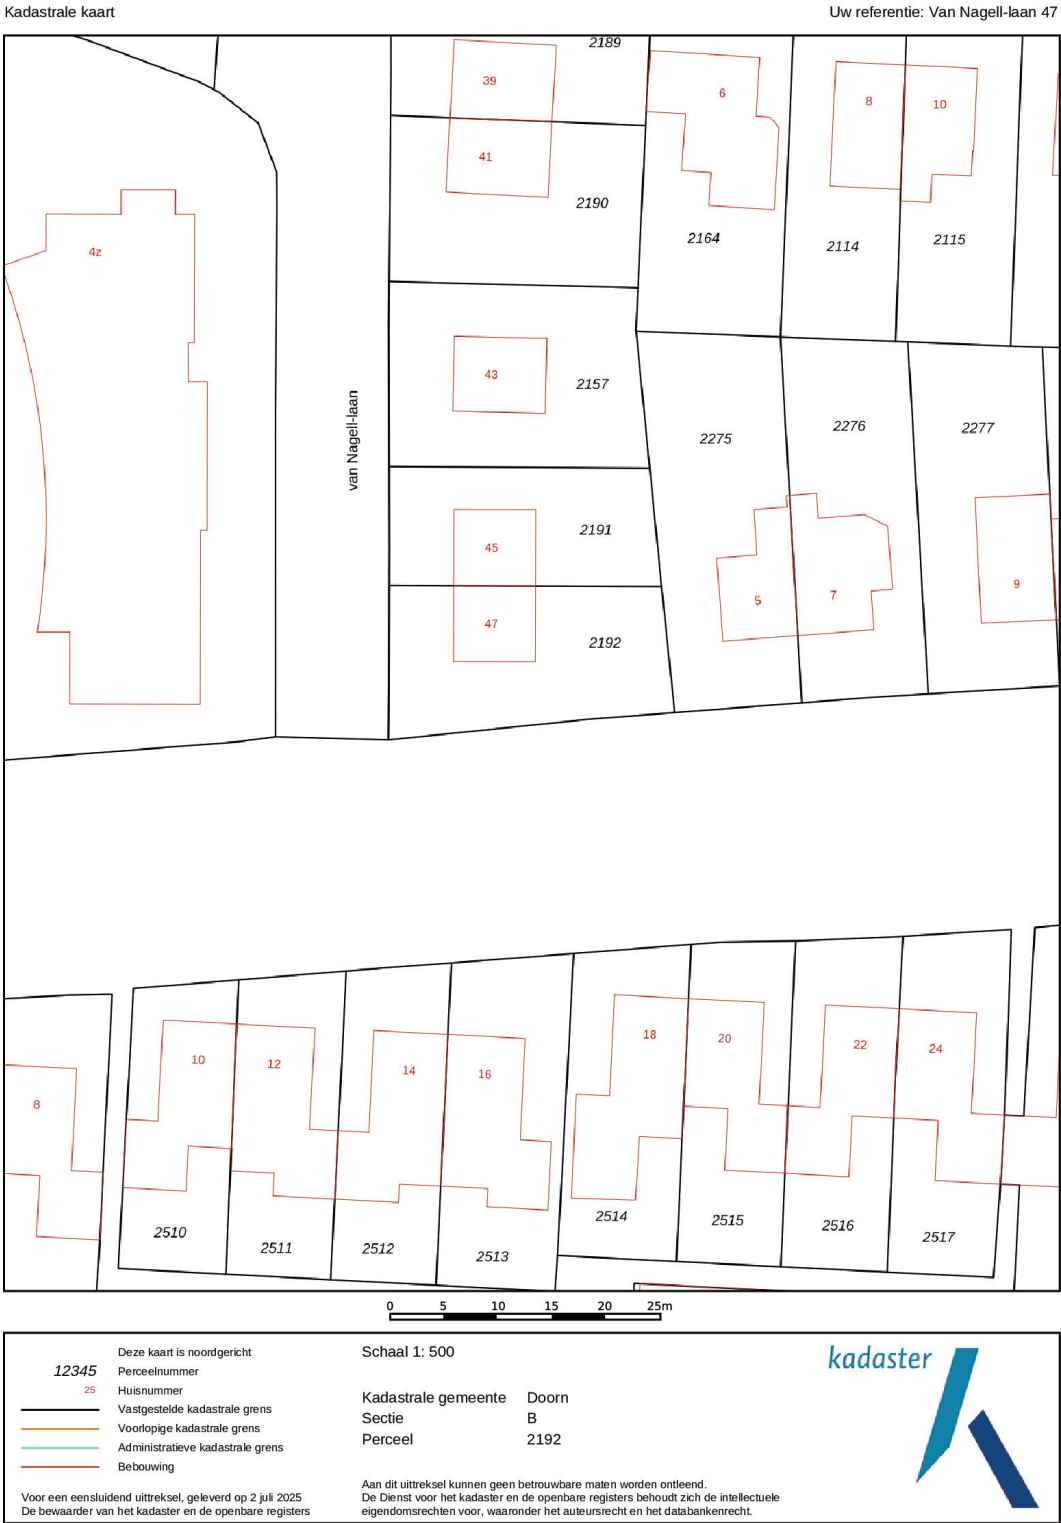 Kadastrale kaart
Uw referentie: Van Nagell-laan 47
2189
39
6
8
10
41
2190
2164
2114
2115
4z
43
2157
van Nagell-laan
2275
2276
2277
2191
45
5
7
9
47
2192
18
20
22
24
10
12
14
16
8
2510
2511
2512
2513
2514
2515
2516
2517
0 5 10 15 20 25m
Deze kaart is noordgericht
12345 Perceelnummer
25 Huisnummer
Vastgestelde kadastrale grens
Voorlopige kadastrale grens
Administratieve kadastrale grens
Bebouwing
Voor een eensluidend uittreksel, geleverd op 2 juli 2025
De bewaarder van het kadaster en de openbare registers
Schaal 1: 500
Kadastrale gemeente Doorn
Sectie B
Perceel 2192
Aan dit uittreksel kunnen geen betrouwbare maten worden ontleend.
De Dienst voor het kadaster en de openbare registers behoudt zich de intellectuele
eigendomsrechten voor, waaronder het auteursrecht en het databankenrecht.
kadaster